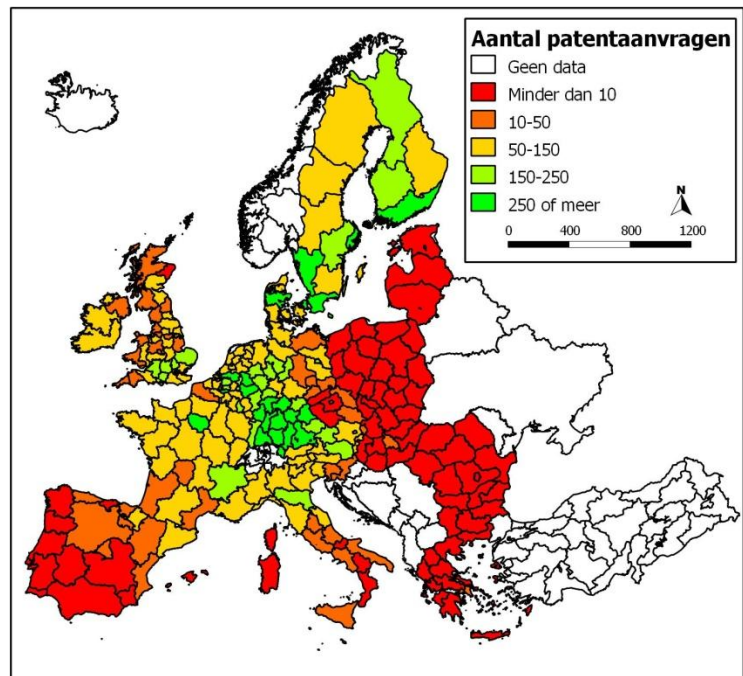 Aantal patentaanvragen
Geen data
Minder dan 10
10-50
50-150
150-250
250 of meer
N
0 400 800 1200